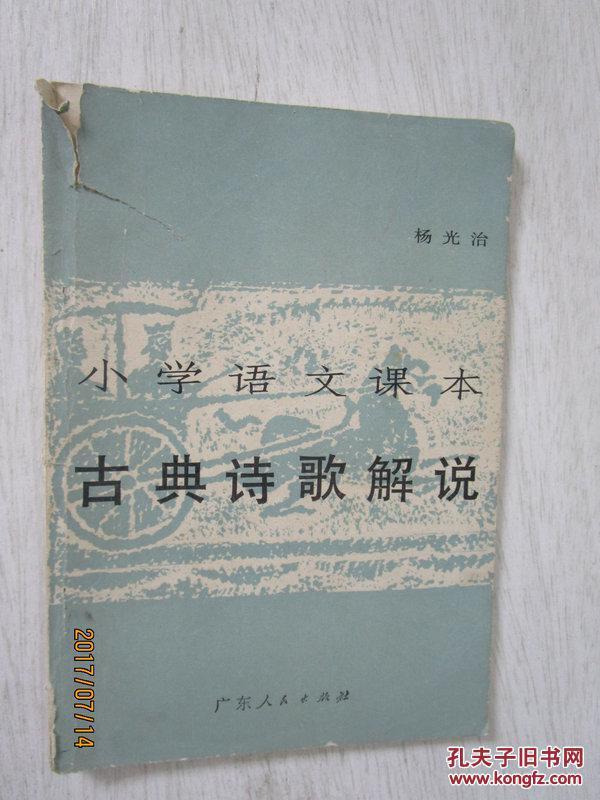 杨光治
小学语文课本
古典诗歌解说
广东人民出版社
2017/07/14
孔夫子旧书网
www.kongfz.com